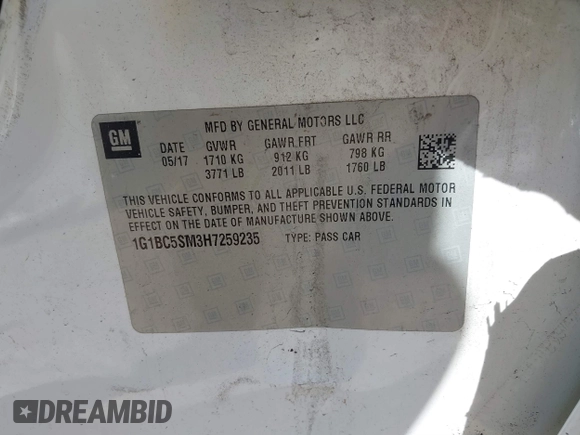 GM
MFD BY GENERAL MOTORS LLC
DATE GVWR GAWR FRT GAWR RR
05/17 1710 KG 912 KG 798 KG
3771 LB 2011 LB 1760 LB
THIS VEHICLE CONFORMS TO ALL APPLICABLE U.S. FEDERAL MOTOR
VEHICLE SAFETY, BUMPER, AND THEFT PREVENTION STANDARDS IN
EFFECT ON THE DATE OF MANUFACTURE SHOWN ABOVE.
1G1BC5SM3H7259235 TYPE: PASS CAR
DREAMBID